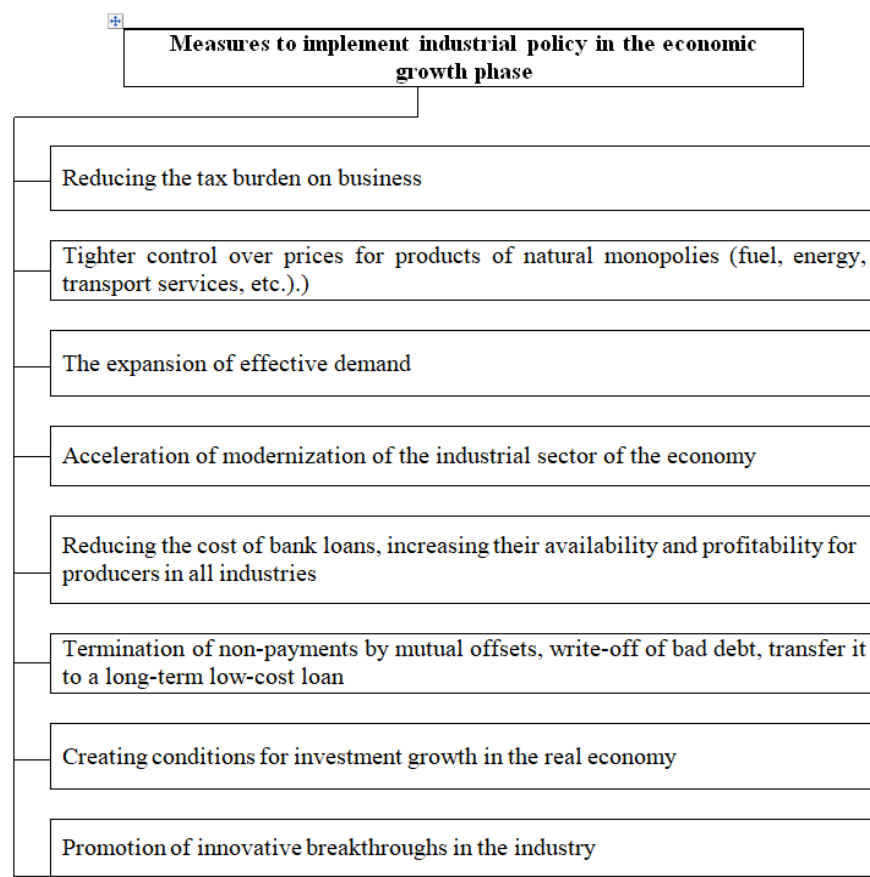 Measures to implement industrial policy in the economic
growth phase
Reducing the tax burden on business
Tighter control over prices for products of natural monopolies (fuel, energy,
transport services, etc.).)
The expansion of effective demand
Acceleration of modernization of the industrial sector of the economy
Reducing the cost of bank loans, increasing their availability and profitability for
producers in all industries
Termination of non-payments by mutual offsets, write-off of bad debt, transfer it
to a long-term low-cost loan
Creating conditions for investment growth in the real economy
Promotion of innovative breakthroughs in the industry